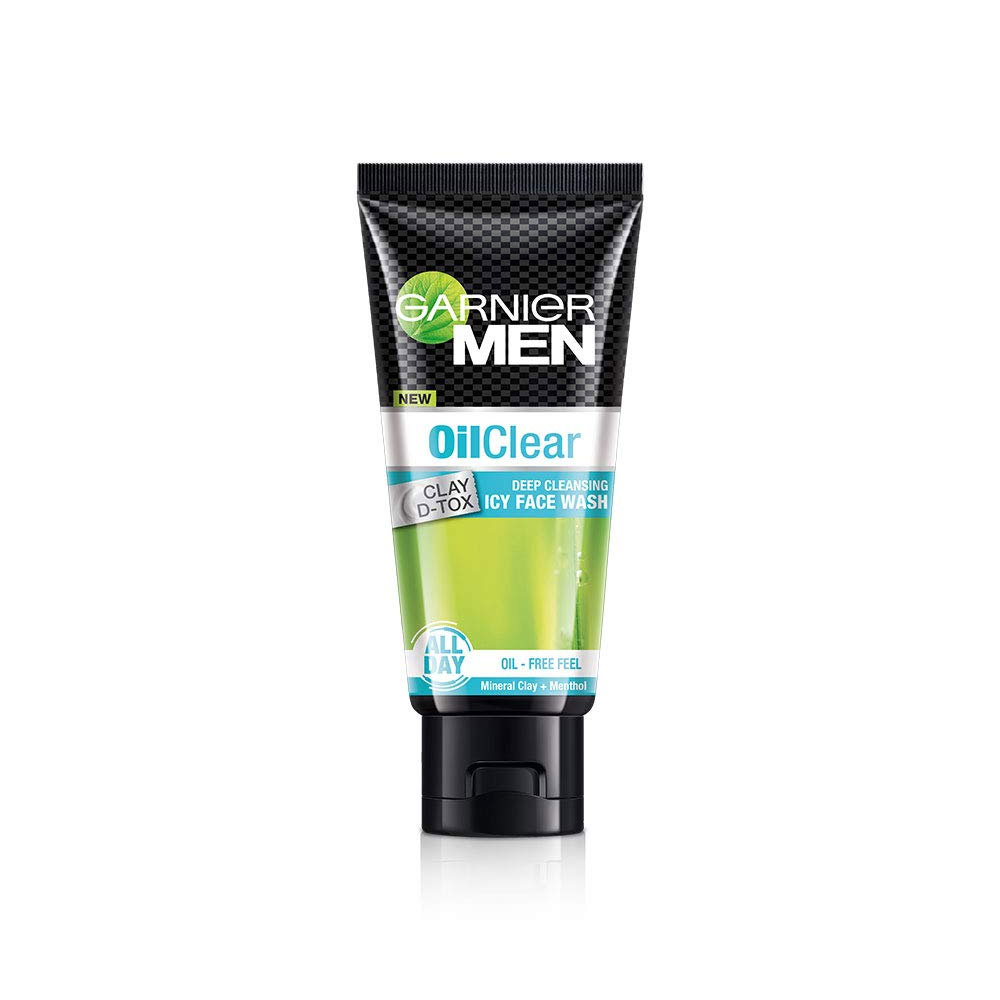 GARNIER
MEN
NEW
OilClear
CLAY
D-TOX
DEEP CLEANSING
ICY FACE WASH
ALL
DAY
OIL - FREE FEEL
Mineral Clay + Menthol